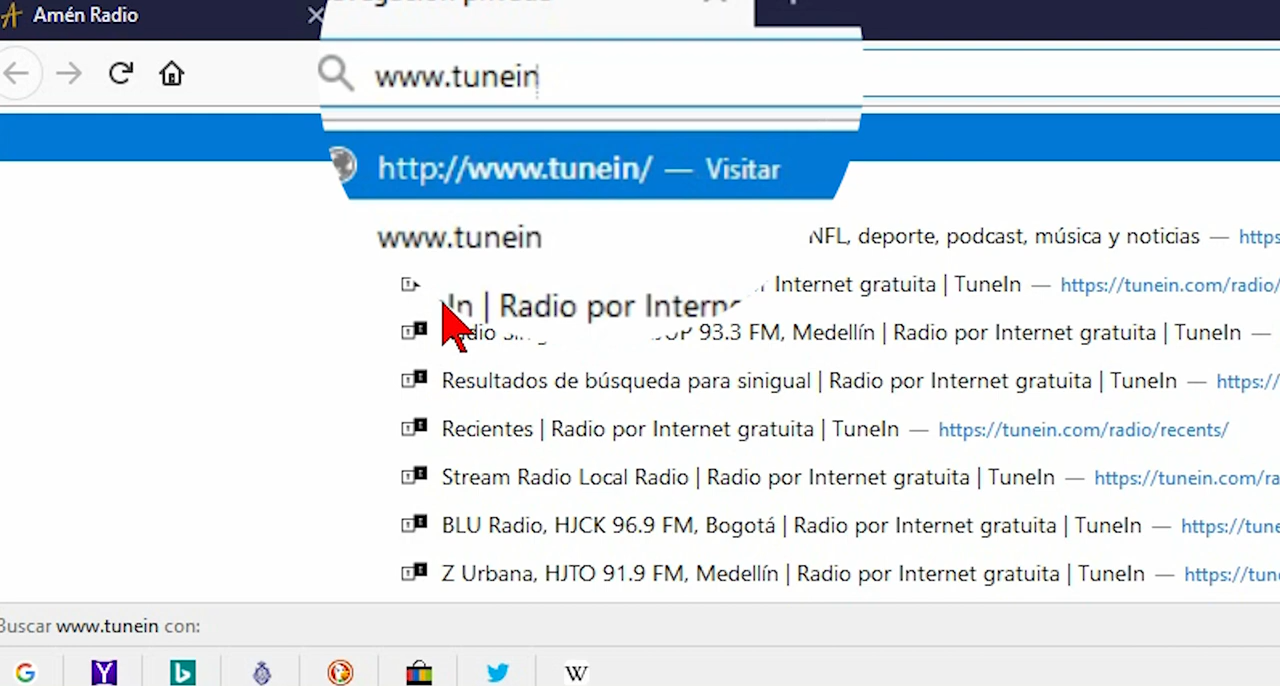 Amén Radio
www.tunein
http://www.tunein/ — Visitar
www.tunein
NFL, deporte, podcast, música y noticias — https
Internet gratuita | TuneIn — https://tunein.com/radio/
In | Radio por Intern
93.3 FM, Medellín | Radio por Internet gratuita | TuneIn —
Resultados de búsqueda para sinigual | Radio por Internet gratuita | TuneIn — https://
Recientes | Radio por Internet gratuita | TuneIn — https://tunein.com/radio/recents/
Stream Radio Local Radio | Radio por Internet gratuita | TuneIn — https://tunein.com/ra
BLU Radio, HJCK 96.9 FM, Bogotá | Radio por Internet gratuita | TuneIn — https://tune
Z Urbana, HJTO 91.9 FM, Medellín | Radio por Internet gratuita | TuneIn — https://tun
Buscar www.tunein con: